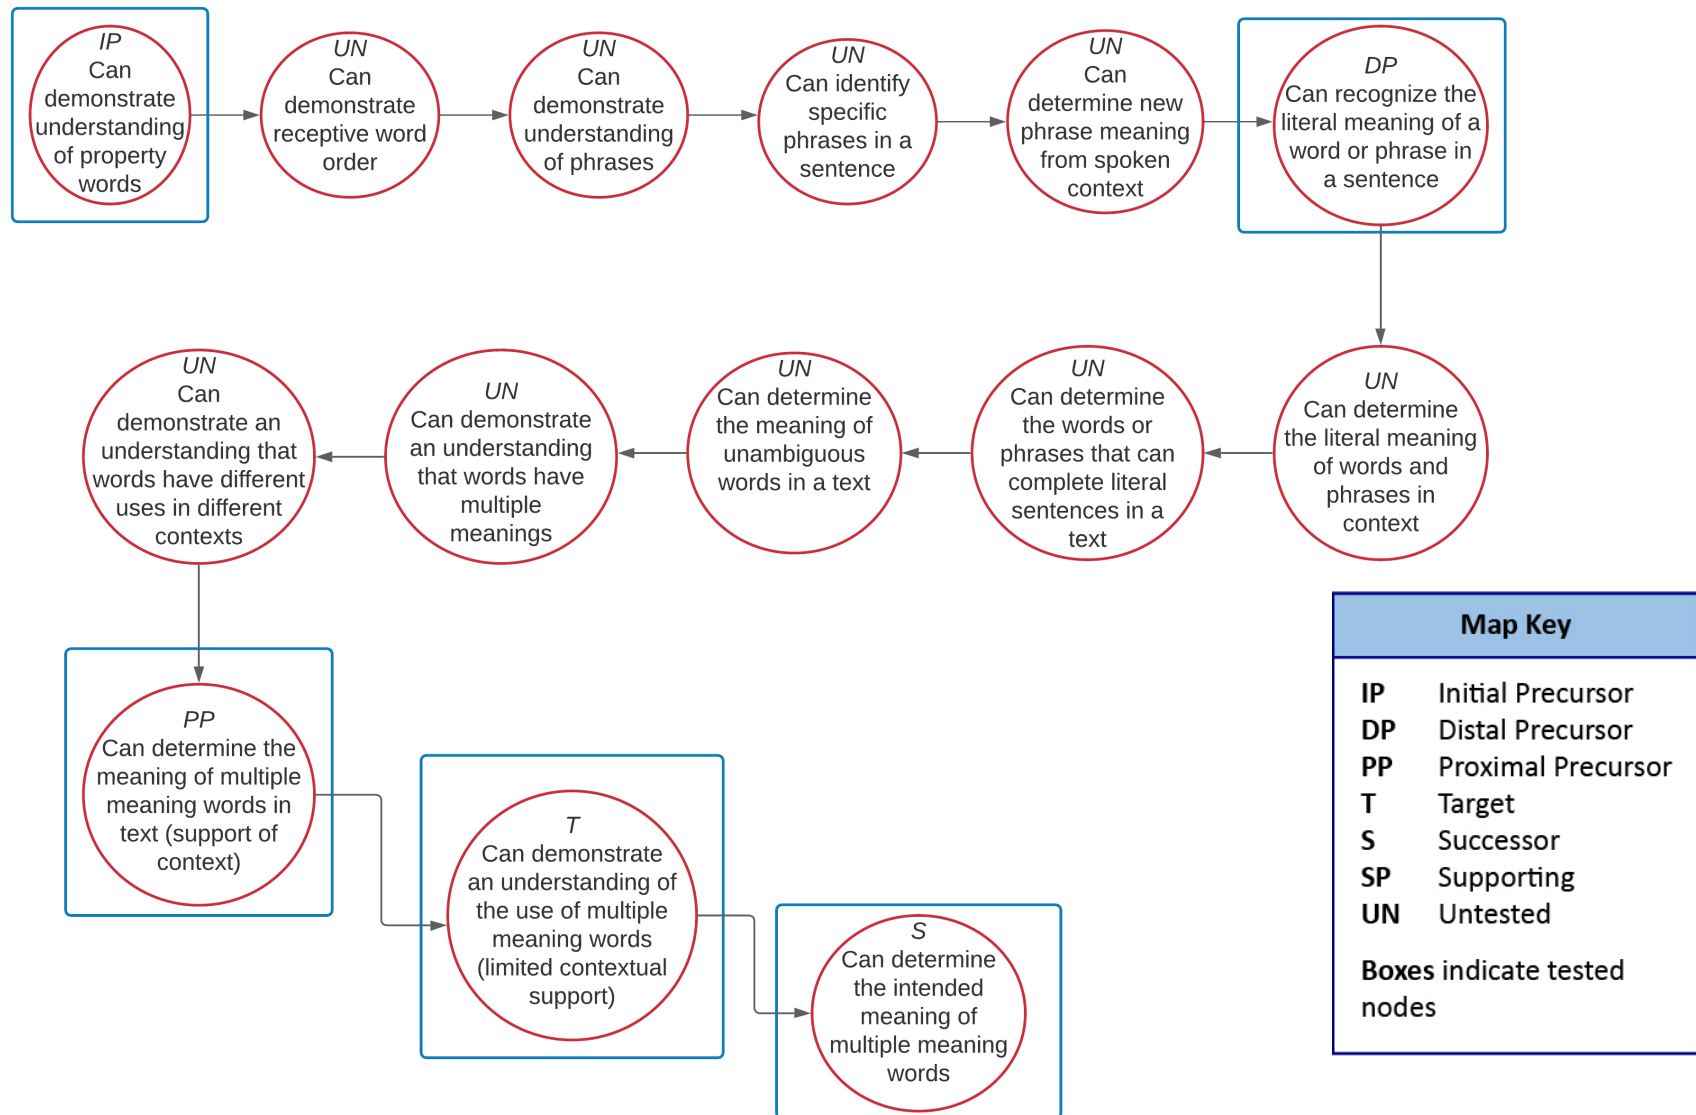 IP
Can
demonstrate
understanding
of property
words
UN
Can
demonstrate
receptive word
order
UN
Can
demonstrate
understanding
of phrases
UN
Can identify
specific
phrases in a
sentence
UN
Can
determine new
phrase meaning
from spoken
context
DP
Can recognize the
literal meaning of a
word or phrase in
a sentence
UN
Can determine
the literal meaning
of words and
phrases in
context
UN
Can determine
the words or
phrases that can
complete literal
sentences in a
text
UN
Can determine
the meaning of
unambiguous
words in a text
UN
Can demonstrate
an understanding
that words have
multiple
meanings
UN
Can
demonstrate an
understanding that
words have different
uses in different
contexts
PP
Can determine the
meaning of multiple
meaning words in
text (support of
context)
T
Can demonstrate
an understanding of
the use of multiple
meaning words
(limited contextual
support)
S
Can determine
the intended
meaning of
multiple meaning
words
Map Key
IP Initial Precursor
DP Distal Precursor
PP Proximal Precursor
T Target
S Successor
SP Supporting
UN Untested
Boxes indicate tested
nodes